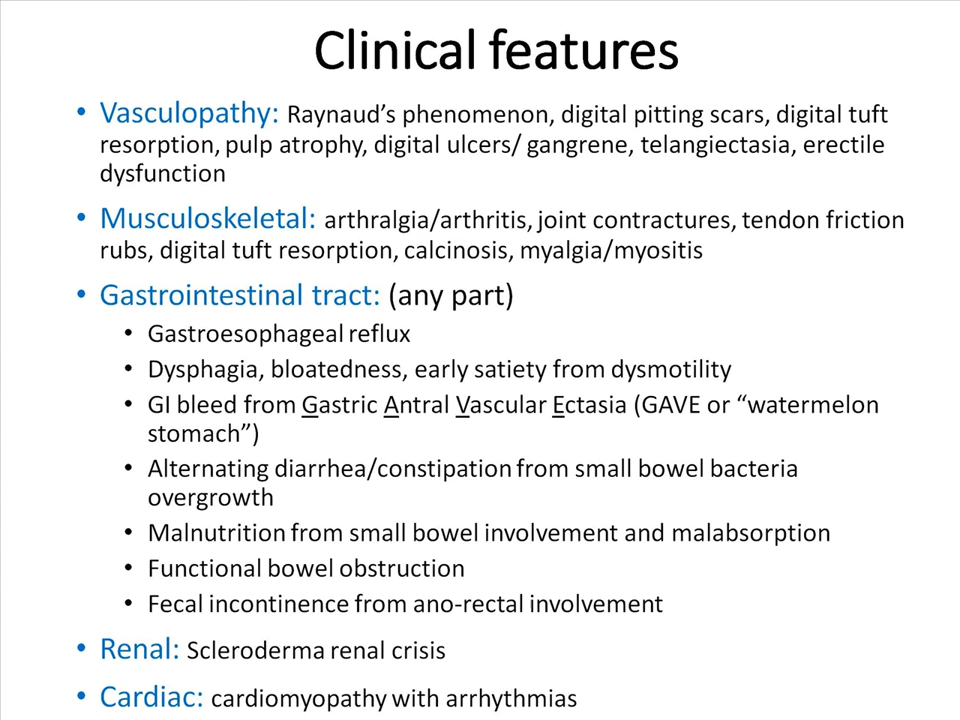 Clinical features
• Vasculopathy: Raynaud’s phenomenon, digital pitting scars, digital tuft
resorption, pulp atrophy, digital ulcers/ gangrene, telangiectasia, erectile
dysfunction
• Musculoskeletal: arthralgia/arthritis, joint contractures, tendon friction
rubs, digital tuft resorption, calcinosis, myalgia/myositis
• Gastrointestinal tract: (any part)
• Gastroesophageal reflux
• Dysphagia, bloatedness, early satiety from dysmotility
• GI bleed from Gastric Antral Vascular Ectasia (GAVE or “watermelon
stomach”)
• Alternating diarrhea/constipation from small bowel bacteria
overgrowth
• Malnutrition from small bowel involvement and malabsorption
• Functional bowel obstruction
• Fecal incontinence from ano-rectal involvement
• Renal: Scleroderma renal crisis
• Cardiac: cardiomyopathy with arrhythmias